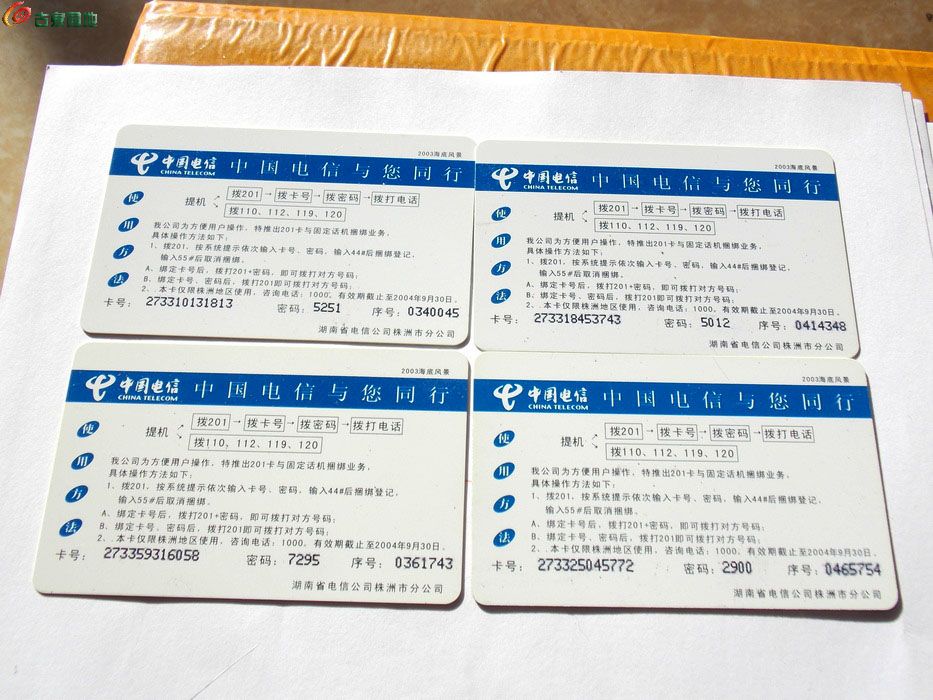 古泉园地
2003海底风景
中国电信 中国电信与您同行
CHINA TELECOM
使用方法
提机
拨201 拨卡号 拨密码 拨打电话
拨110、112、119、120
我公司为方便用户操作,特推出201卡与固定话机捆绑业务,
具体操作方法如下:
1、拨201,按系统提示依次输入卡号、密码,输入44#后捆绑登记,
输入55#后取消捆绑。
A、绑定卡号后,拨打201+密码,即可拨打对方号码;
B、绑定卡号、密码后,拨打201即可拨打对方号码;
2、本卡仅限株洲地区使用,咨询电话:1000,有效期截止至2004年9月30日。
卡号: 273310131813 密码: 5251 序号: 0340045
湖南省电信公司株洲市分公司
2003海底风景
中国电信 中国电信与您同行
CHINA TELECOM
使用方法
提机
拨201 拨卡号 拨密码 拨打电话
拨110、112、119、120
我公司为方便用户操作,特推出201卡与固定话机捆绑业务,
具体操作方法如下:
1、拨201,按系统提示依次输入卡号、密码,输入44#后捆绑登记,
输入55#后取消捆绑。
A、绑定卡号后,拨打201+密码,即可拨打对方号码;
B、绑定卡号、密码后,拨打201即可拨打对方号码;
2、本卡仅限株洲地区使用,咨询电话:1000,有效期截止至2004年9月30日。
卡号: 273318453743 密码: 5012 序号: 0414348
湖南省电信公司株洲市分公司
2003海底风景
中国电信 中国电信与您同行
CHINA TELECOM
使用方法
提机
拨201 拨卡号 拨密码 拨打电话
拨110、112、119、120
我公司为方便用户操作,特推出201卡与固定话机捆绑业务,
具体操作方法如下:
1、拨201,按系统提示依次输入卡号、密码,输入44#后捆绑登记,
输入55#后取消捆绑。
A、绑定卡号后,拨打201+密码,即可拨打对方号码;
B、绑定卡号、密码后,拨打201即可拨打对方号码;
2、本卡仅限株洲地区使用,咨询电话:1000,有效期截止至2004年9月30日。
卡号: 273359316058 密码: 7295 序号: 0361743
湖南省电信公司株洲市分公司
2003海底风景
中国电信 中国电信与您同行
CHINA TELECOM
使用方法
提机
拨201 拨卡号 拨密码 拨打电话
拨110、112、119、120
我公司为方便用户操作,特推出201卡与固定话机捆绑业务,
具体操作方法如下:
1、拨201,按系统提示依次输入卡号、密码,输入44#后捆绑登记,
输入55#后取消捆绑。
A、绑定卡号后,拨打201+密码,即可拨打对方号码;
B、绑定卡号、密码后,拨打201即可拨打对方号码;
2、本卡仅限株洲地区使用,咨询电话:1000,有效期截止至2004年9月30日。
卡号: 273325045772 密码: 2900 序号: 0465754
湖南省电信公司株洲市分公司